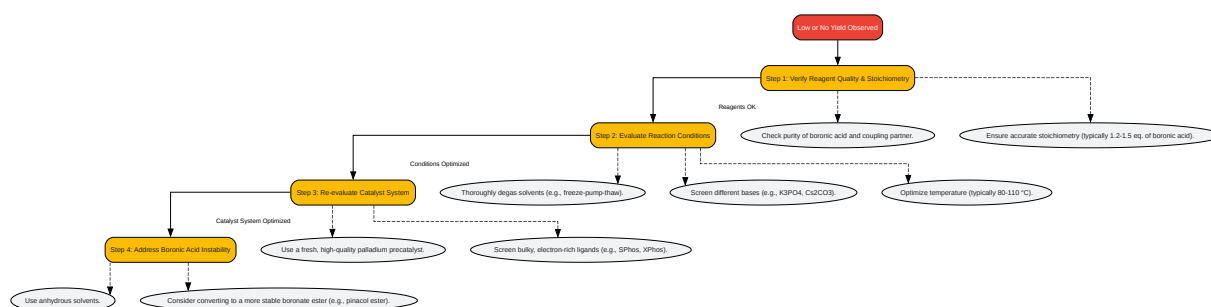 Low or No Yield Observed
Step 1: Verify Reagent Quality & Stoichiometry
Reagents OK
Step 2: Evaluate Reaction Conditions
Check purity of boronic acid and coupling partner.
Ensure accurate stoichiometry (typically 1.2-1.5 eq. of boronic acid).
Conditions Optimized
Step 3: Re-evaluate Catalyst System
Thoroughly degas solvents (e.g., freeze-pump-thaw).
Screen different bases (e.g., K3PO4, Cs2CO3).
Optimize temperature (typically 80-110 °C).
Catalyst System Optimized
Step 4: Address Boronic Acid Instability
Use a fresh, high-quality palladium precatalyst.
Screen bulky, electron-rich ligands (e.g., SPhos, XPhos).
Use anhydrous solvents.
Consider converting to a more stable boronate ester (e.g., pinacol ester).